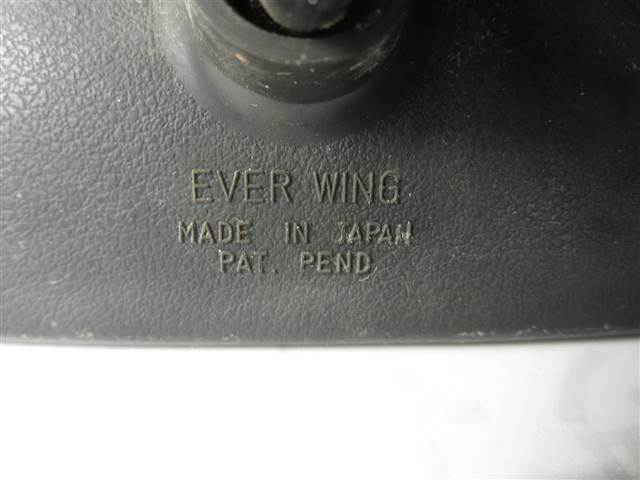 EVER WING
MADE IN JAPAN
PAT. PEND